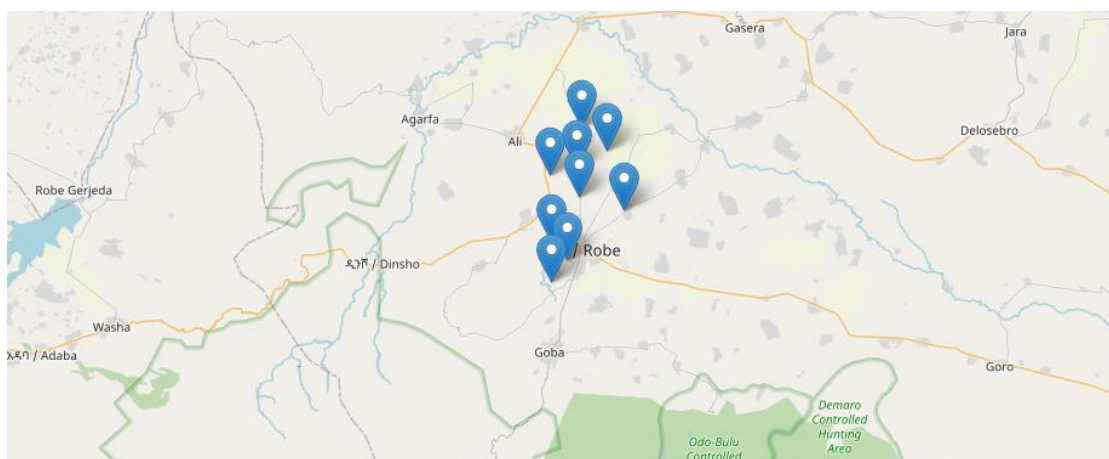 Gasera
Jara
Agarfa
Ali
Delosebro
Robe Gerjeda
/ Robe
/ Dinsho
Washa
/ Adaba
Goba
Goro
Demaro
Controlled
Hunting
Area
Odo-Bulu
Controlled